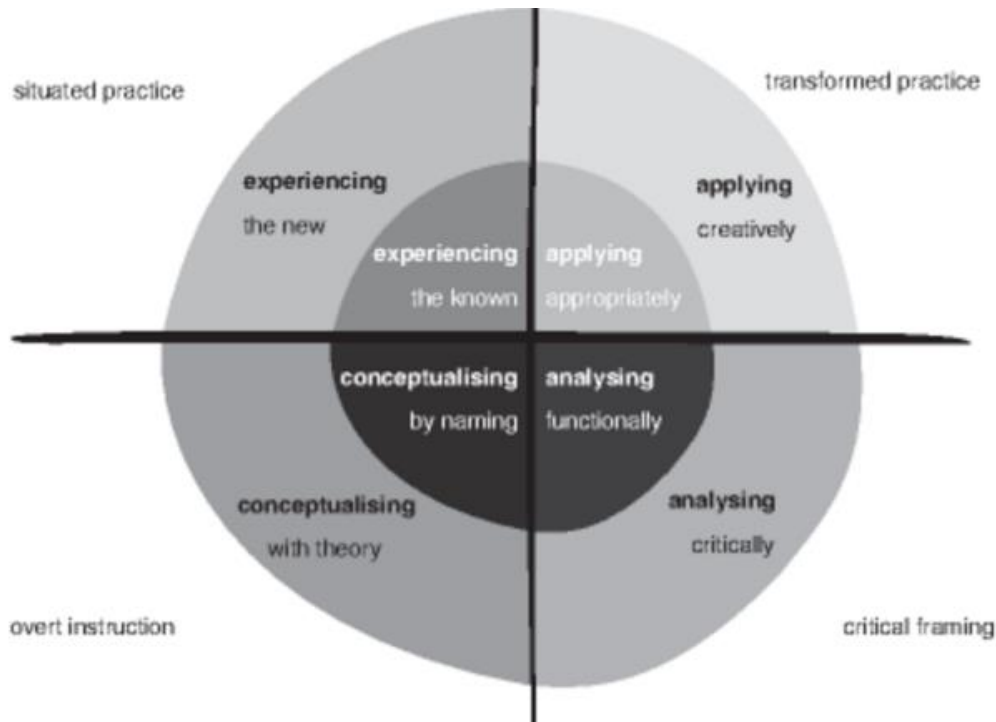 situated practice
transformed practice
experiencing
the new
applying
creatively
experiencing
the known
applying
appropriately
conceptualising
by naming
analysing
functionally
conceptualising
with theory
analysing
critically
overt instruction
critical framing